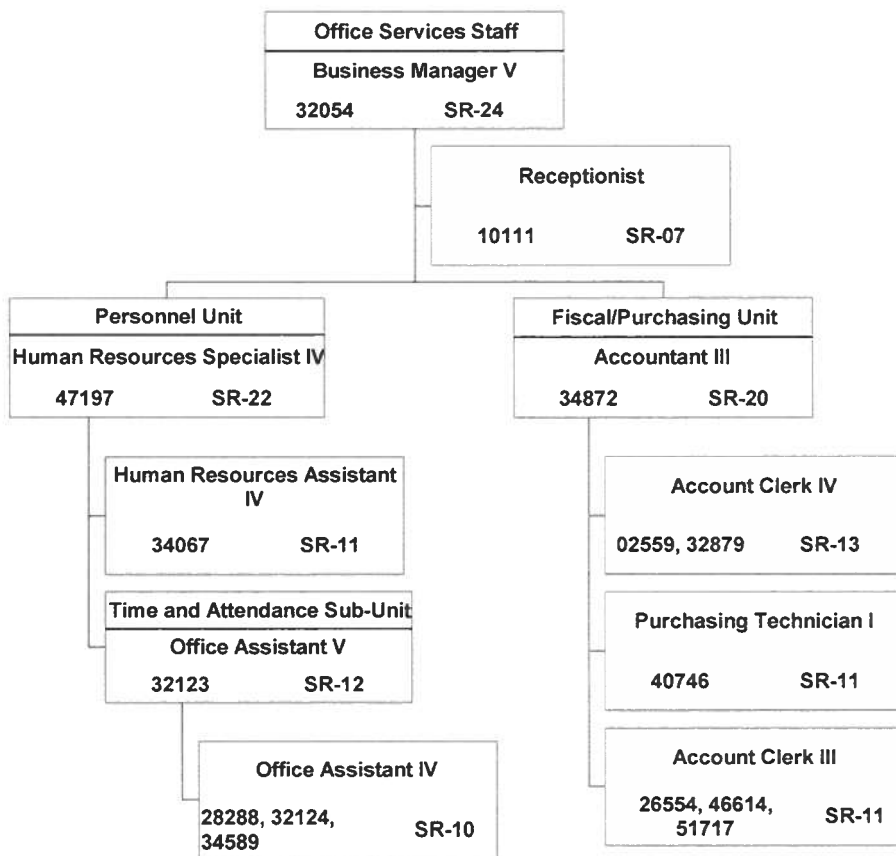 Office Services Staff
Business Manager V
32054 SR-24
Receptionist
10111 SR-07
Personnel Unit
Human Resources Specialist IV
47197 SR-22
Human Resources Assistant
IV
34067 SR-11
Time and Attendance Sub-Unit
Office Assistant V
32123 SR-12
Office Assistant IV
28288, 32124,
34589 SR-10
Fiscal/Purchasing Unit
Accountant III
34872 SR-20
Account Clerk IV
02559, 32879 SR-13
Purchasing Technician I
40746 SR-11
Account Clerk III
26554, 46614,
51717 SR-11